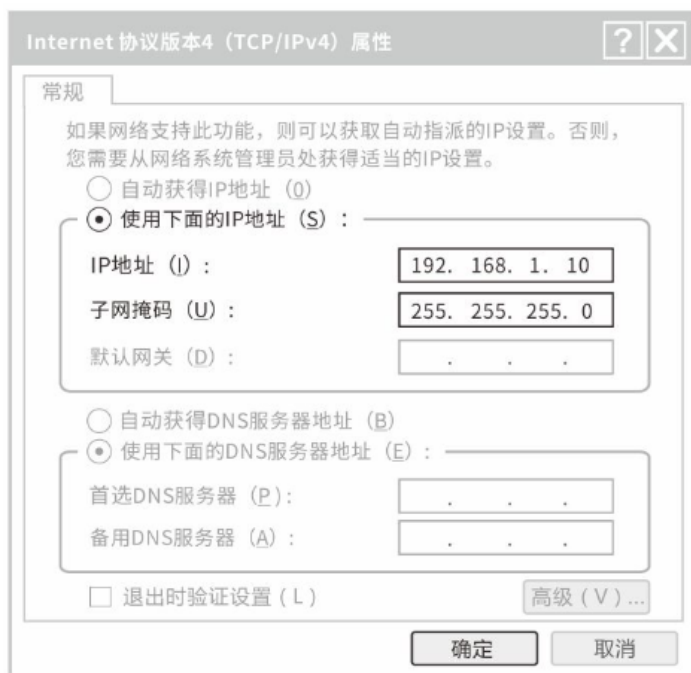 Internet 协议版本4（TCP/IPv4）属性
?
常规
如果网络支持此功能，则可以获取自动指派的IP设置。否则，
您需要从网络系统管理员处获得适当的IP设置。
自动获得IP地址（0）
使用下面的IP地址（S）：
IP地址（I）： 192. 168. 1. 10
子网掩码（U）： 255. 255. 255. 0
默认网关（D）： . . .
自动获得DNS服务器地址（B）
使用下面的DNS服务器地址（E）：
首选DNS服务器（P）： . . .
备用DNS服务器（A）： . . .
退出时验证设置（L） 高级（V）...
确定 取消